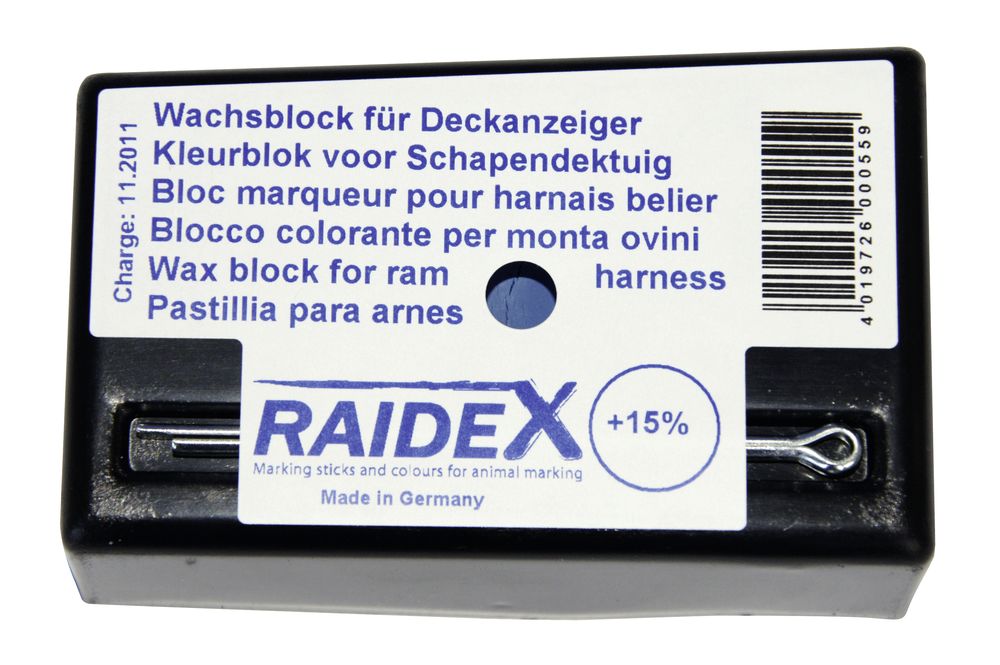 Wachsblock für Deckanzeiger
Kleurblok voor Schapendektuig
Bloc marqueur pour harnais belier
Blocco colorante per monta ovini
Wax block for ram harness
Pastillia para arnes
Charge: 11.2011
4 019726 000559
RAIDEX
Marking sticks and colours for animal marking
Made in Germany
+15%